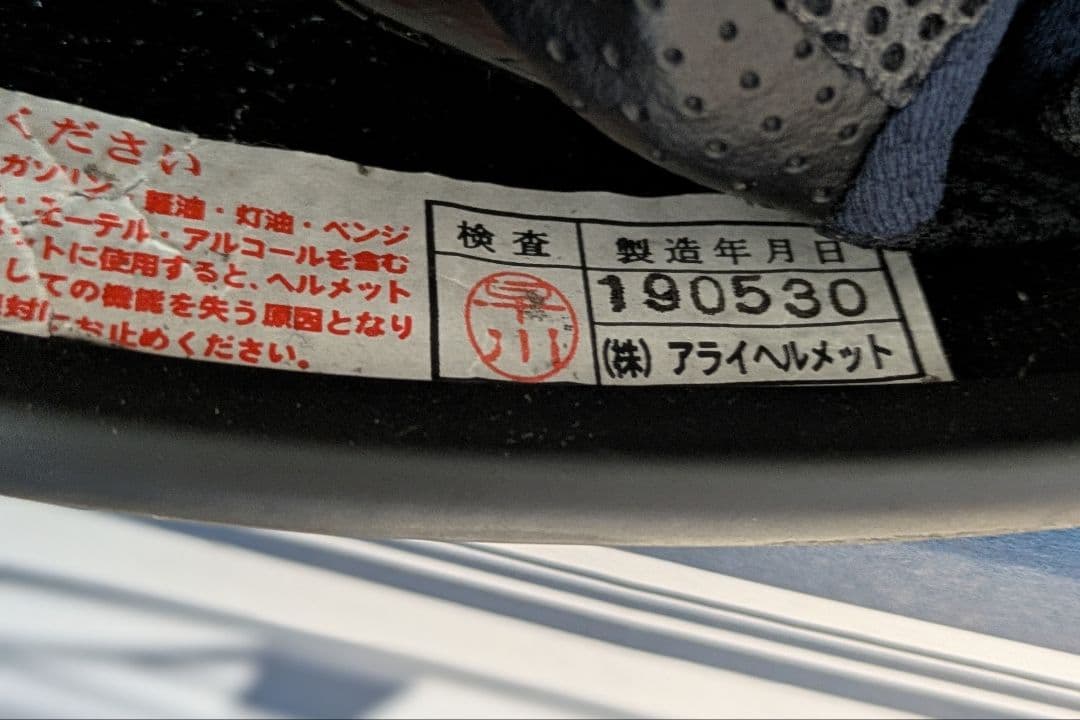 ください
ガソリン 軽油・灯油・ベンジ
ン・エーテル・アルコールを含む
ットに使用すると、ヘルメット
しての機能を失う原因となり
封にお止めください。
検査
製造年月日
190530
(株) アライヘルメット